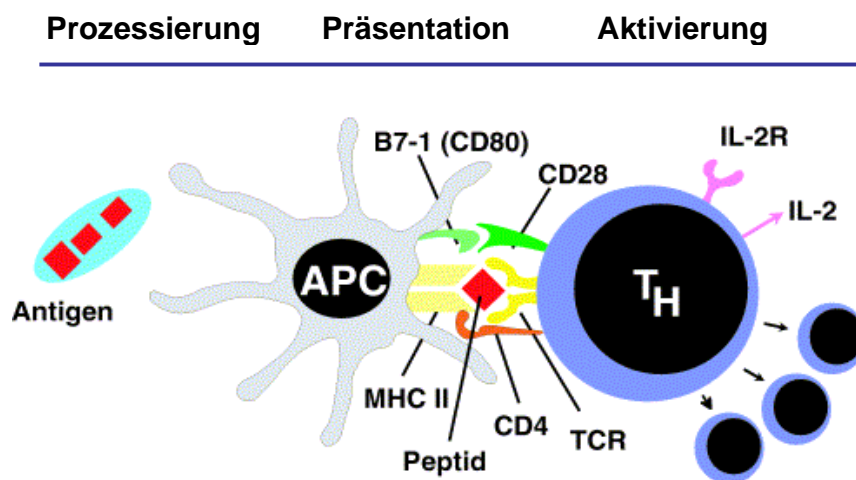 Prozessierung Präsentation Aktivierung
B7-1 (CD80)
IL-2R
CD28
IL-2
APC
TH
Antigen
MHC II
CD4
TCR
Peptid